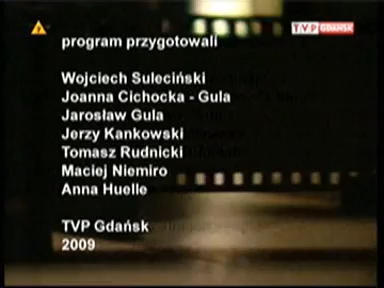 TVP GDAŃSK
program przygotowali
Wojciech Suleciński
Joanna Cichocka - Gula
Jarosław Gula
Jerzy Kankowski
Tomasz Rudnicki
Maciej Niemiro
Anna Huelle
TVP Gdańsk
2009